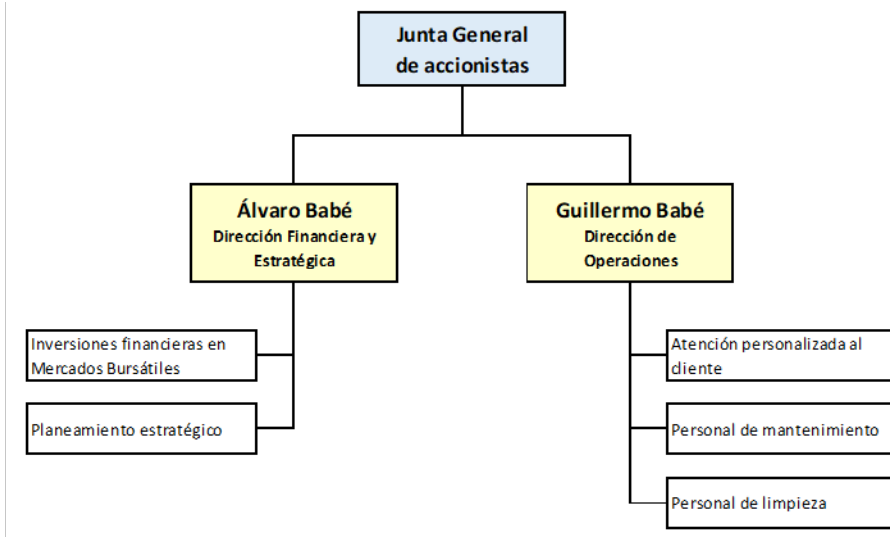 Junta General
de accionistas
Álvaro Babé
Dirección Financiera y
Estratégica
Guillermo Babé
Dirección de
Operaciones
Inversiones financieras en
Mercados Bursátiles
Planeamiento estratégico
Atención personalizada al
cliente
Personal de mantenimiento
Personal de limpieza